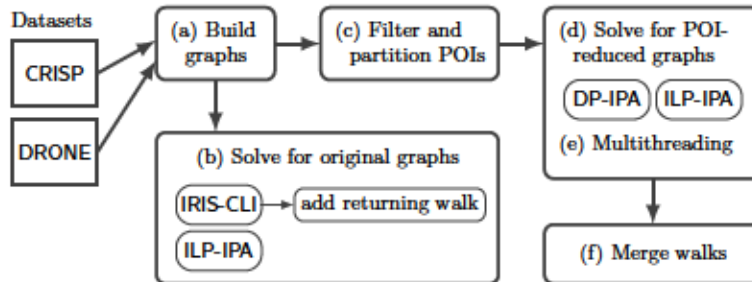 Datasets
CRISP
DRONE
(a) Build
graphs
(c) Filter and
partition POIs
(d) Solve for POI-
reduced graphs
DP-IPA
ILP-IPA
(e) Multithreading
(b) Solve for original graphs
IRIS-CLI
add returning walk
ILP-IPA
(f) Merge walks